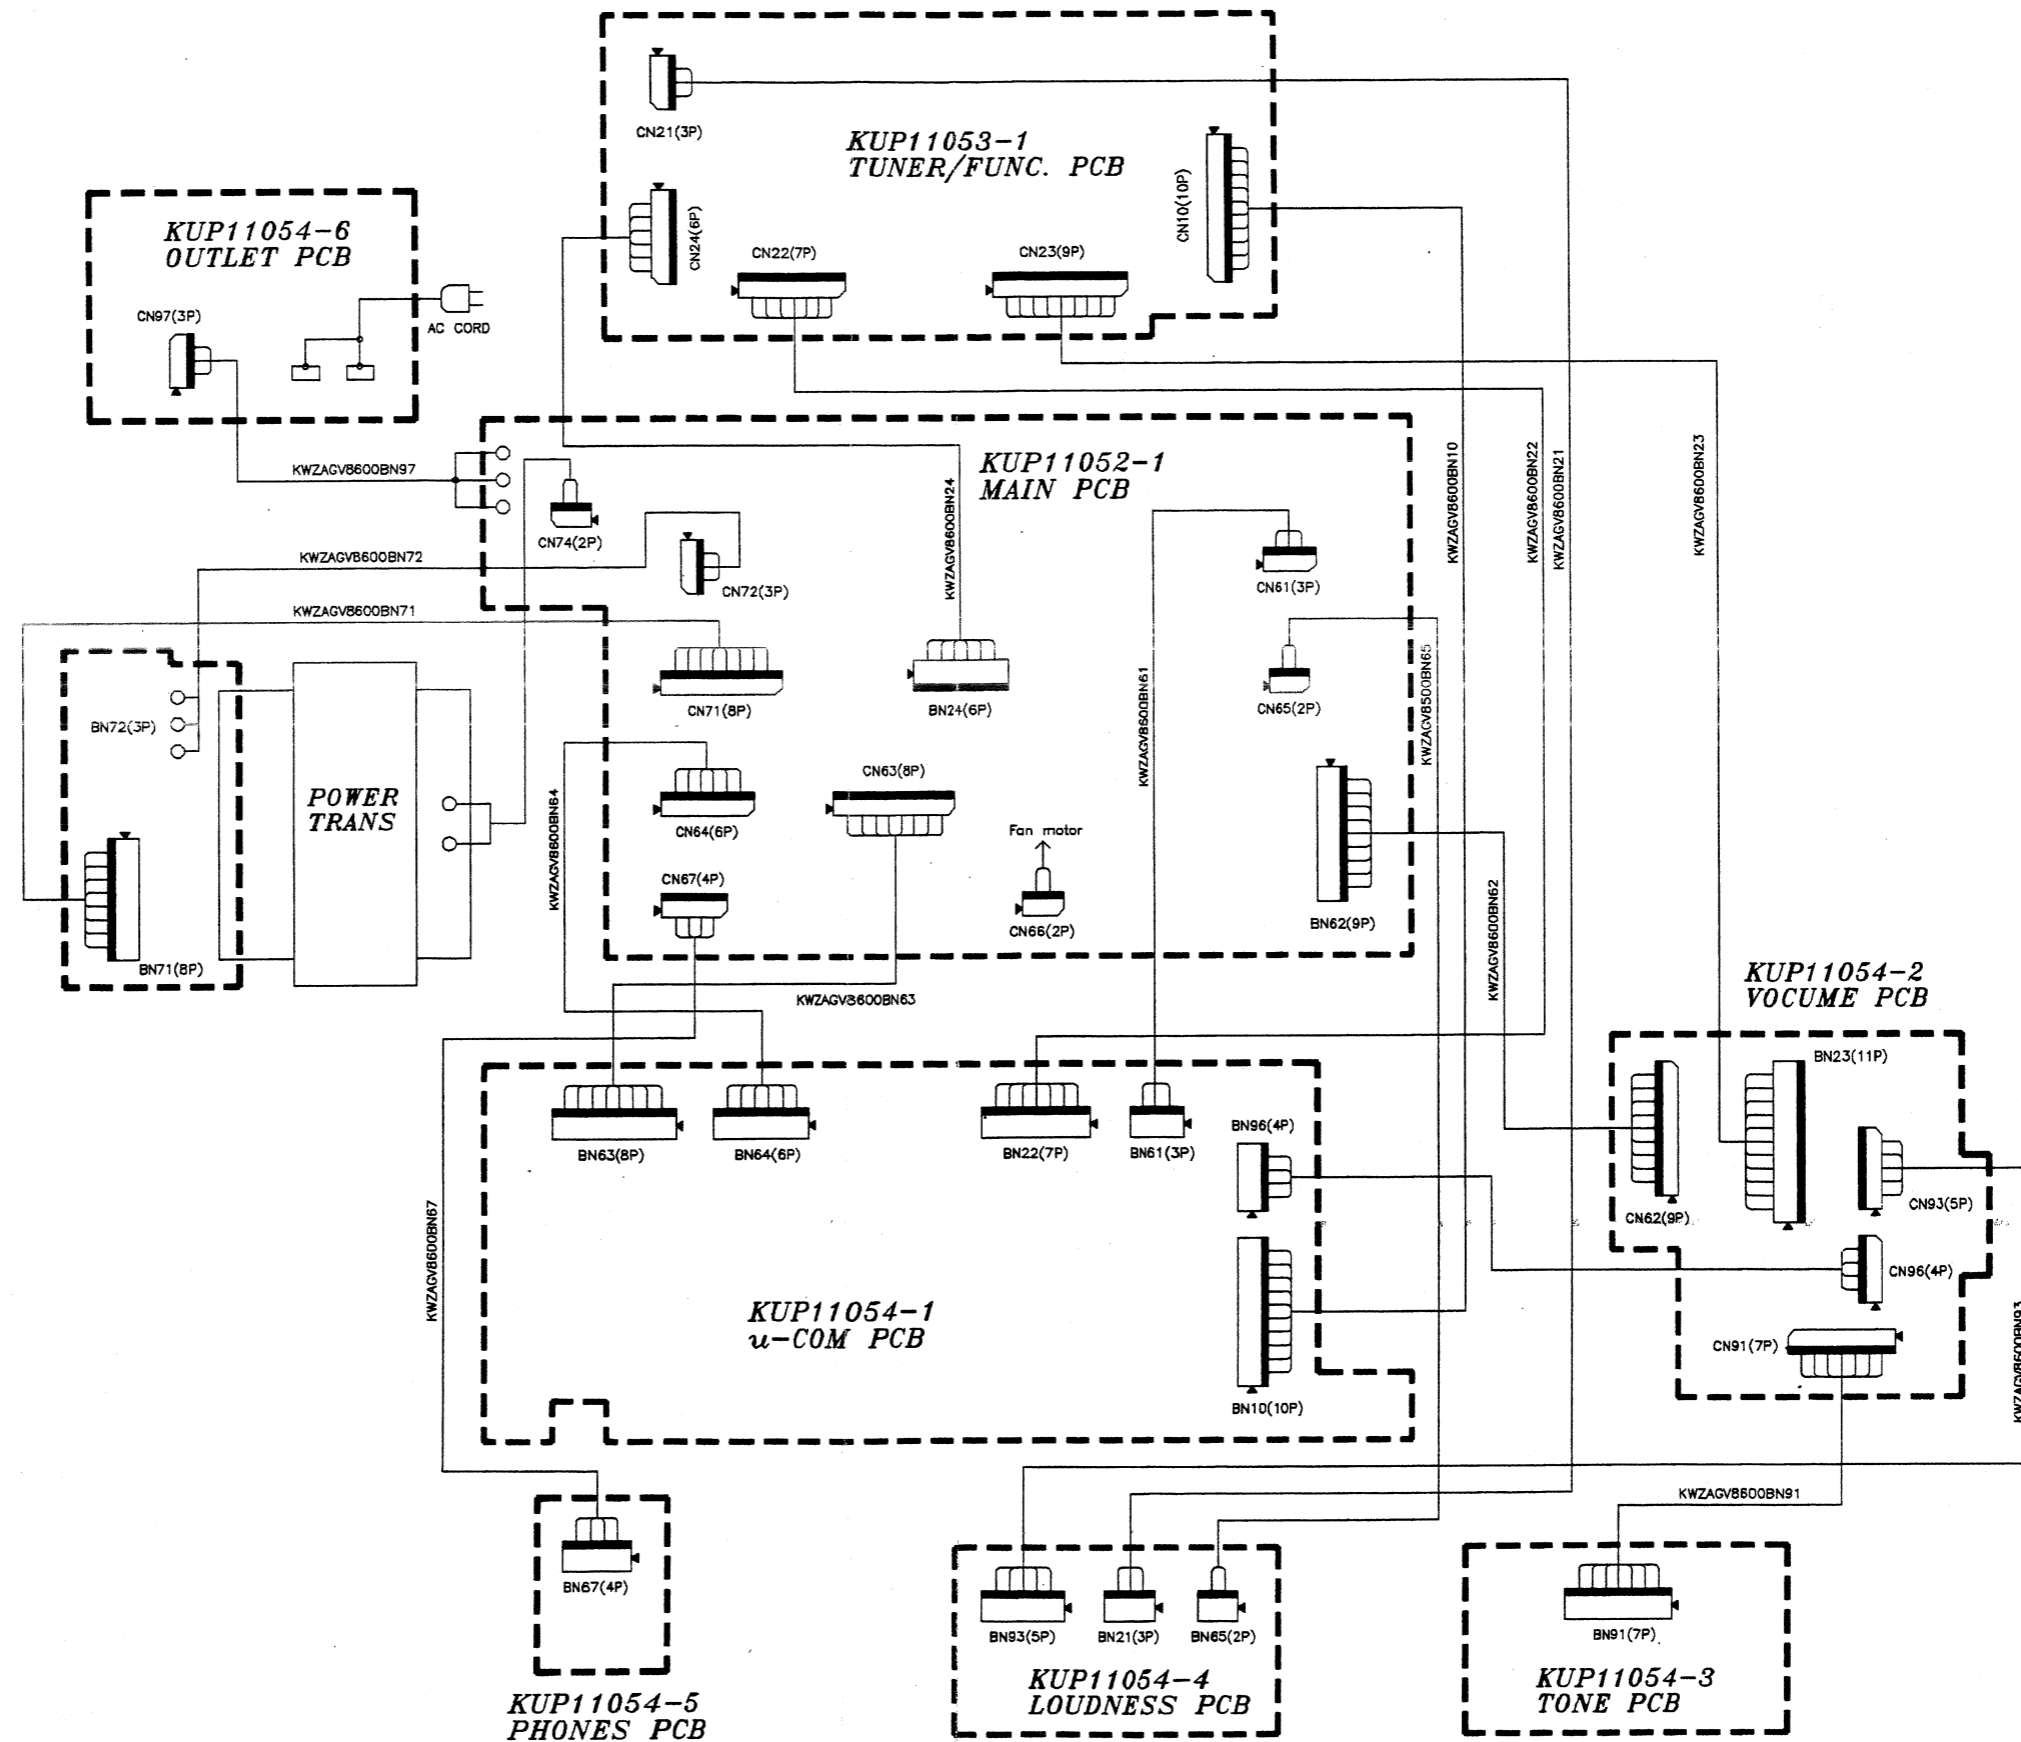 CN21(3P)
KUP11053-1
TUNER/FUNC. PCB
CN10(10P)
CN24(6P)
CN22(7P)
CN23(9P)
KUP11054-6
OUTLET PCB
CN97(3P)
AC CORD
KWZAGV8600BN97
KUP11052-1
MAIN PCB
CN74(2P)
KWZAGV8600BN72
CN72(3P)
KWZAGV8600BN24
CN61(3P)
KWZAGV8600BN10
KWZAGV8600BN22
KWZAGV8600BN21
KWZAGV8600BN23
KWZAGV8600BN71
CN71(8P)
BN24(6P)
KWZAGV8600BN61
CN65(2P)
KWZAGV8500BN65
BN72(3P)
POWER
TRANS
KWZAGV8600BN64
CN64(6P)
CN63(8P)
Fan motor
CN67(4P)
CN66(2P)
BN62(9P)
KWZAGV8600BN62
BN71(8P)
KWZAGV8600BN63
KUP11054-2
VOCUME PCB
BN23(11P)
BN63(8P)
BN64(6P)
BN22(7P)
BN61(3P)
BN96(4P)
CN62(9P)
CN93(5P)
CN96(4P)
KWZAGV8600BN67
KUP11054-1
u-COM PCB
CN91(7P)
KWZAGV8600BN93
BN10(10P)
KWZAGV8600BN91
BN67(4P)
BN93(5P)
BN21(3P)
BN65(2P)
BN91(7P)
KUP11054-5
PHONES PCB
KUP11054-4
LOUDNESS PCB
KUP11054-3
TONE PCB